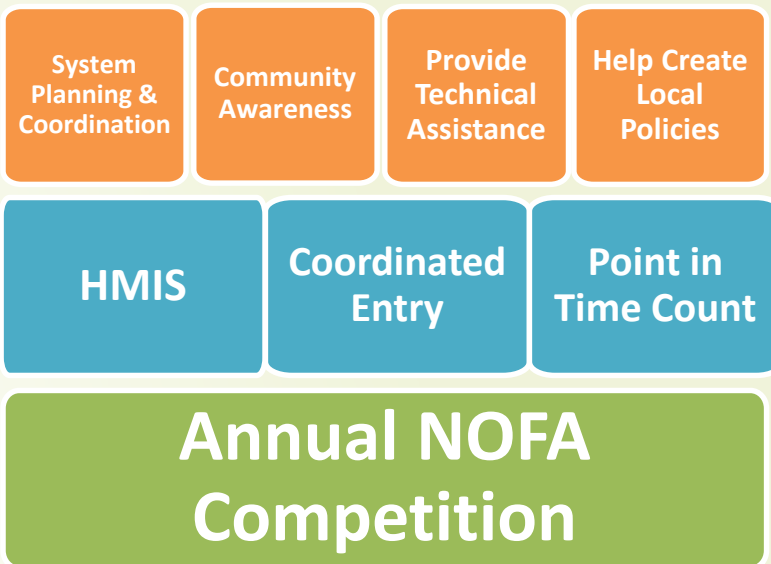 System
Planning &
Coordination
Community
Awareness
Provide
Technical
Assistance
Help Create
Local
Policies
HMIS
Coordinated
Entry
Point in
Time Count
Annual NOFA
Competition